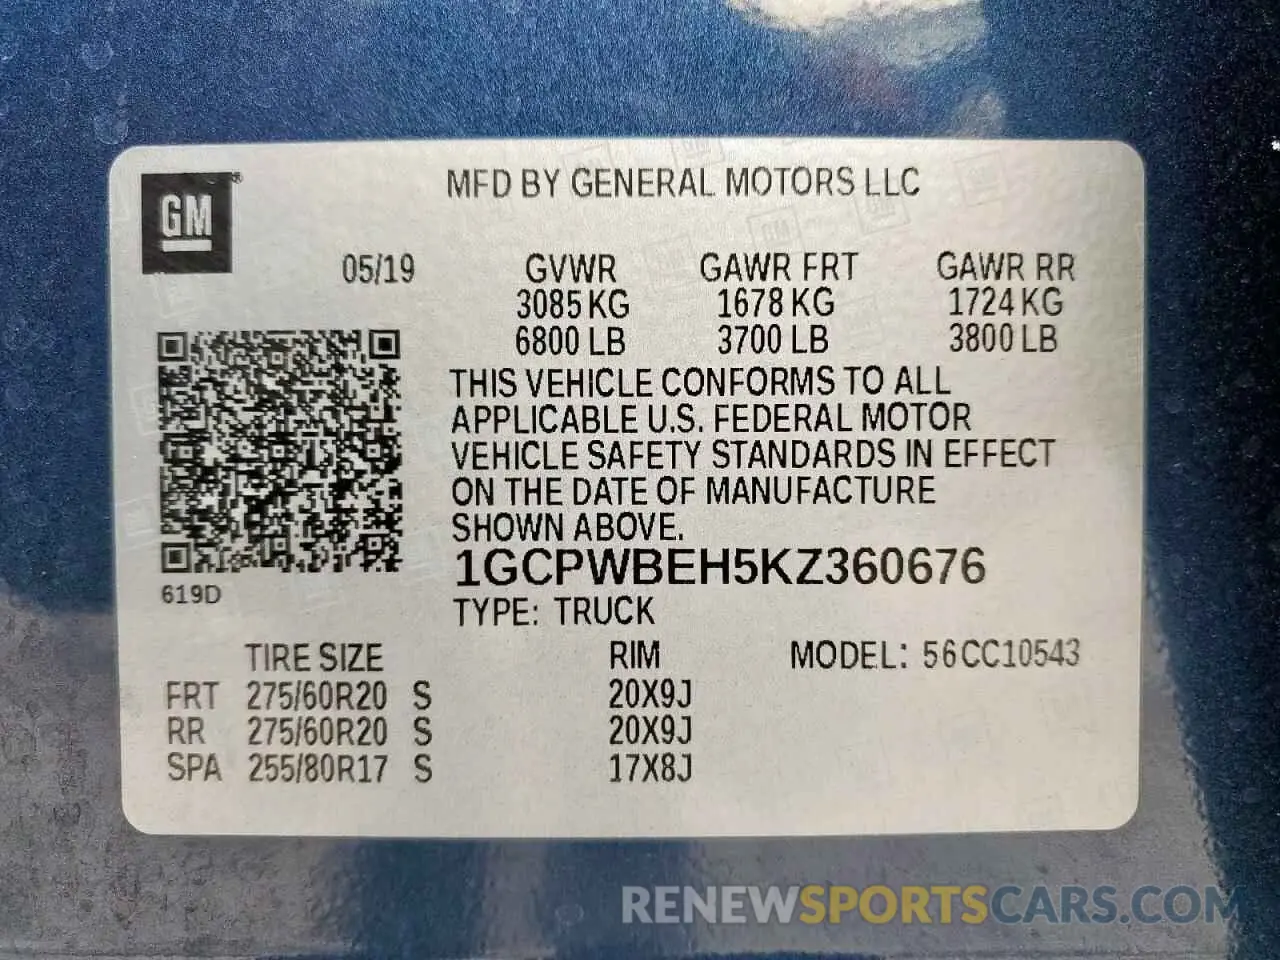 MFD BY GENERAL MOTORS LLC
GM®
05/19 GVWR GAWR FRT GAWR RR
3085 KG 1678 KG 1724 KG
6800 LB 3700 LB 3800 LB
THIS VEHICLE CONFORMS TO ALL
APPLICABLE U.S. FEDERAL MOTOR
VEHICLE SAFETY STANDARDS IN EFFECT
ON THE DATE OF MANUFACTURE
SHOWN ABOVE.
1GCPWBEH5KZ360676
619D
TYPE: TRUCK
TIRE SIZE RIM MODEL: 56CC10543
FRT 275/60R20 S 20X9J
RR 275/60R20 S 20X9J
SPA 255/80R17 S 17X8J
RENEWSPORTSCARS.COM